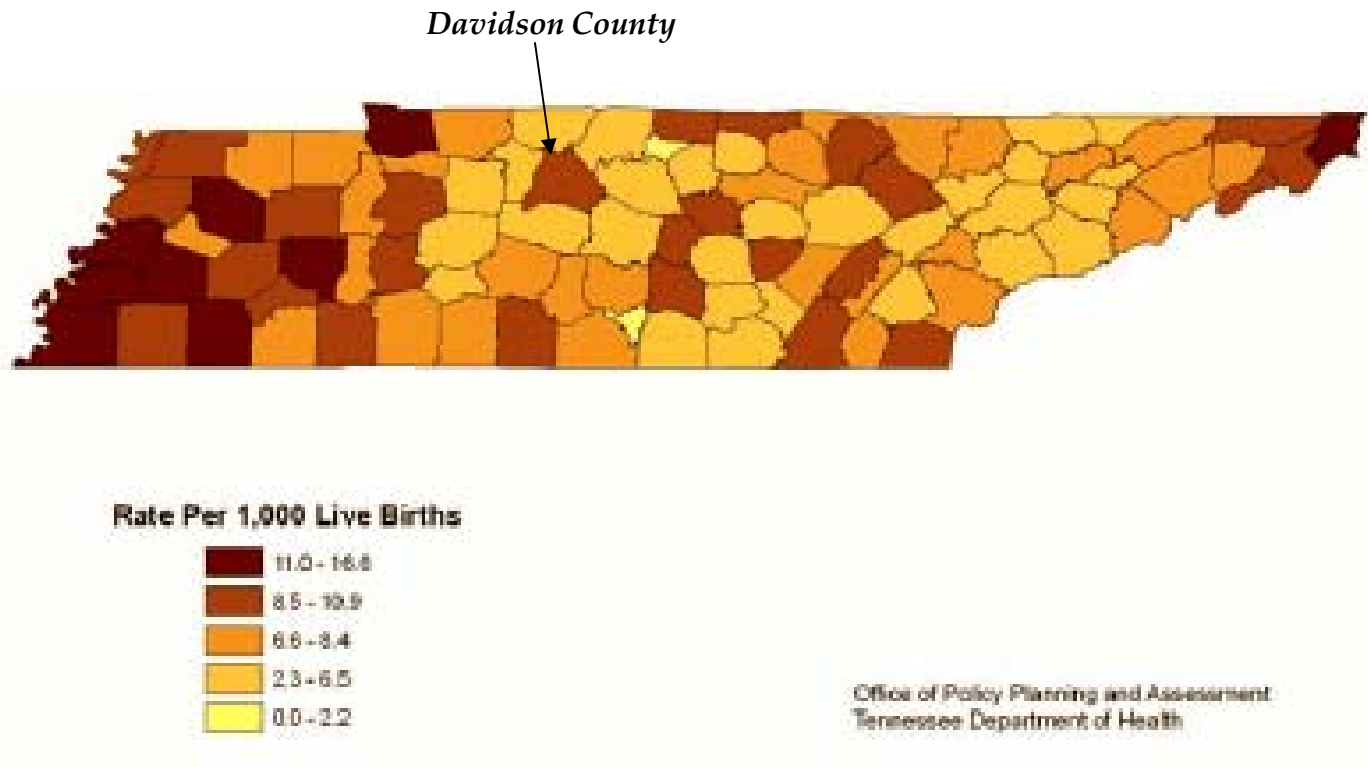 Davidson County
Rate Per 1,000 Live Births
11.0 - 16.6
8.5 - 10.9
6.6 - 8.4
2.3 - 6.5
0.0 - 2.2
Office of Policy Planning and Assessment
Tennessee Department of Health